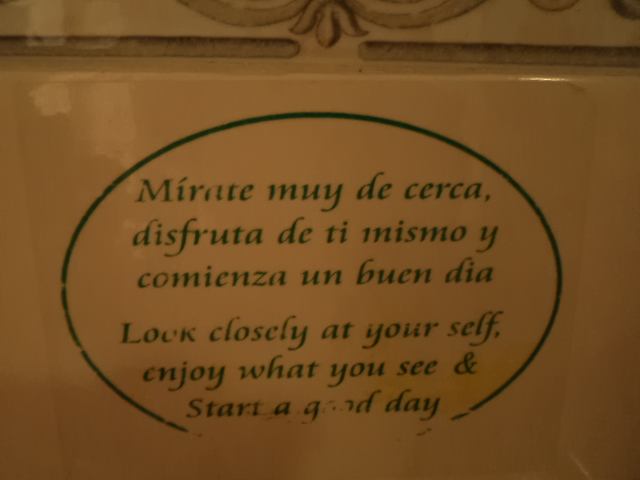 Mírate muy de cerca,
disfruta de ti mismo y
comienza un buen dia
Look closely at your self,
enjoy what you see &
Start a good day